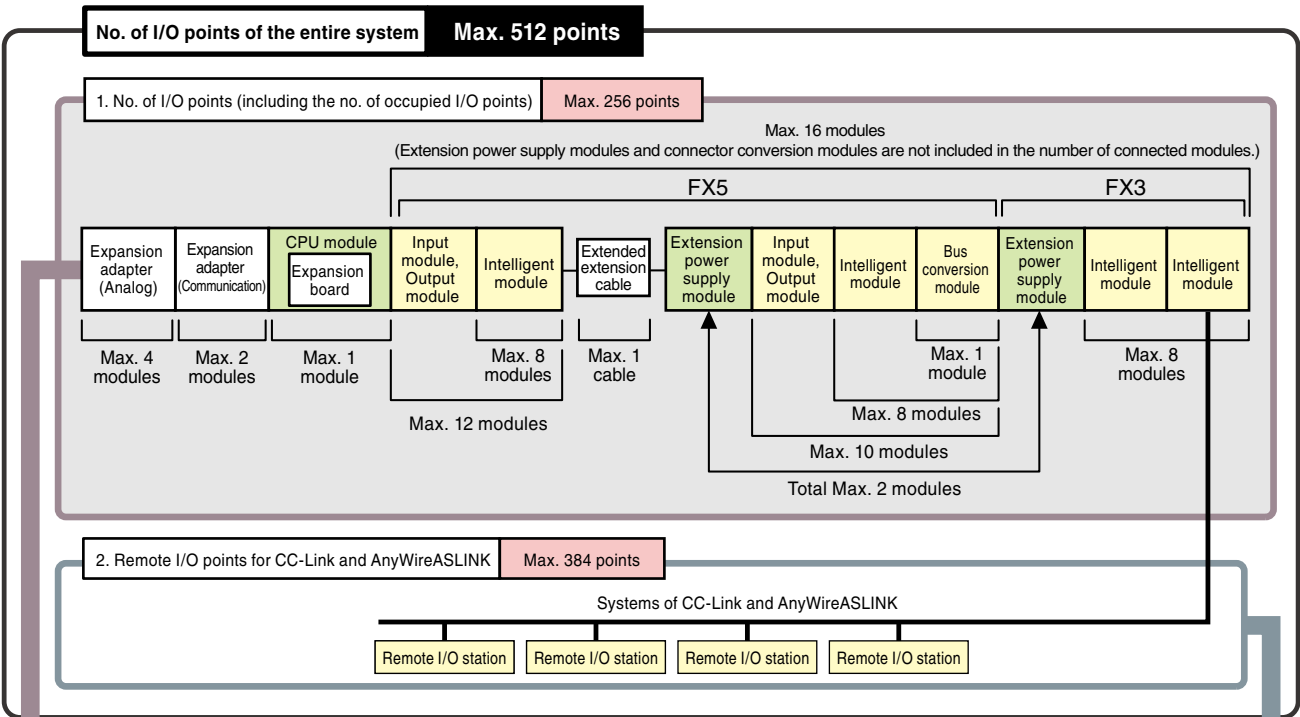 No. of I/O points of the entire system
Max. 512 points
1. No. of I/O points (including the no. of occupied I/O points)
Max. 256 points
Max. 16 modules
(Extension power supply modules and connector conversion modules are not included in the number of connected modules.)
FX5
FX3
Expansion
adapter
(Analog)
Expansion
adapter
(Communication)
CPU module
Expansion
board
Input
module,
Output
module
Intelligent
module
Extended
extension
cable
Extension
power
supply
module
Input
module,
Output
module
Intelligent
module
Bus
conversion
module
Extension
power
supply
module
Intelligent
module
Intelligent
module
Max. 4
modules
Max. 2
modules
Max. 1
module
Max. 8
modules
Max. 1
cable
Max. 1
module
Max. 8
modules
Max. 12 modules
Max. 8 modules
Max. 10 modules
Total Max. 2 modules
2. Remote I/O points for CC-Link and AnyWireASLINK
Max. 384 points
Systems of CC-Link and AnyWireASLINK
Remote I/O station
Remote I/O station
Remote I/O station
Remote I/O station